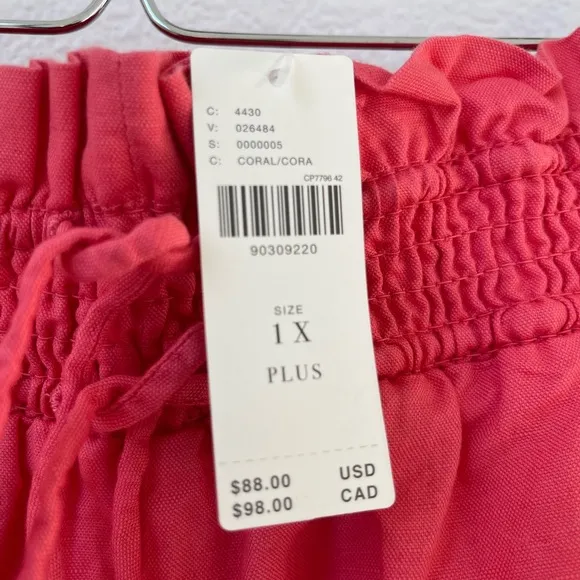 C: 4430
V: 026484
S: 0000005
C: CORAL/CORA
CP7796 42
90309220
SIZE
1 X
PLUS
$88.00 USD
$98.00 CAD